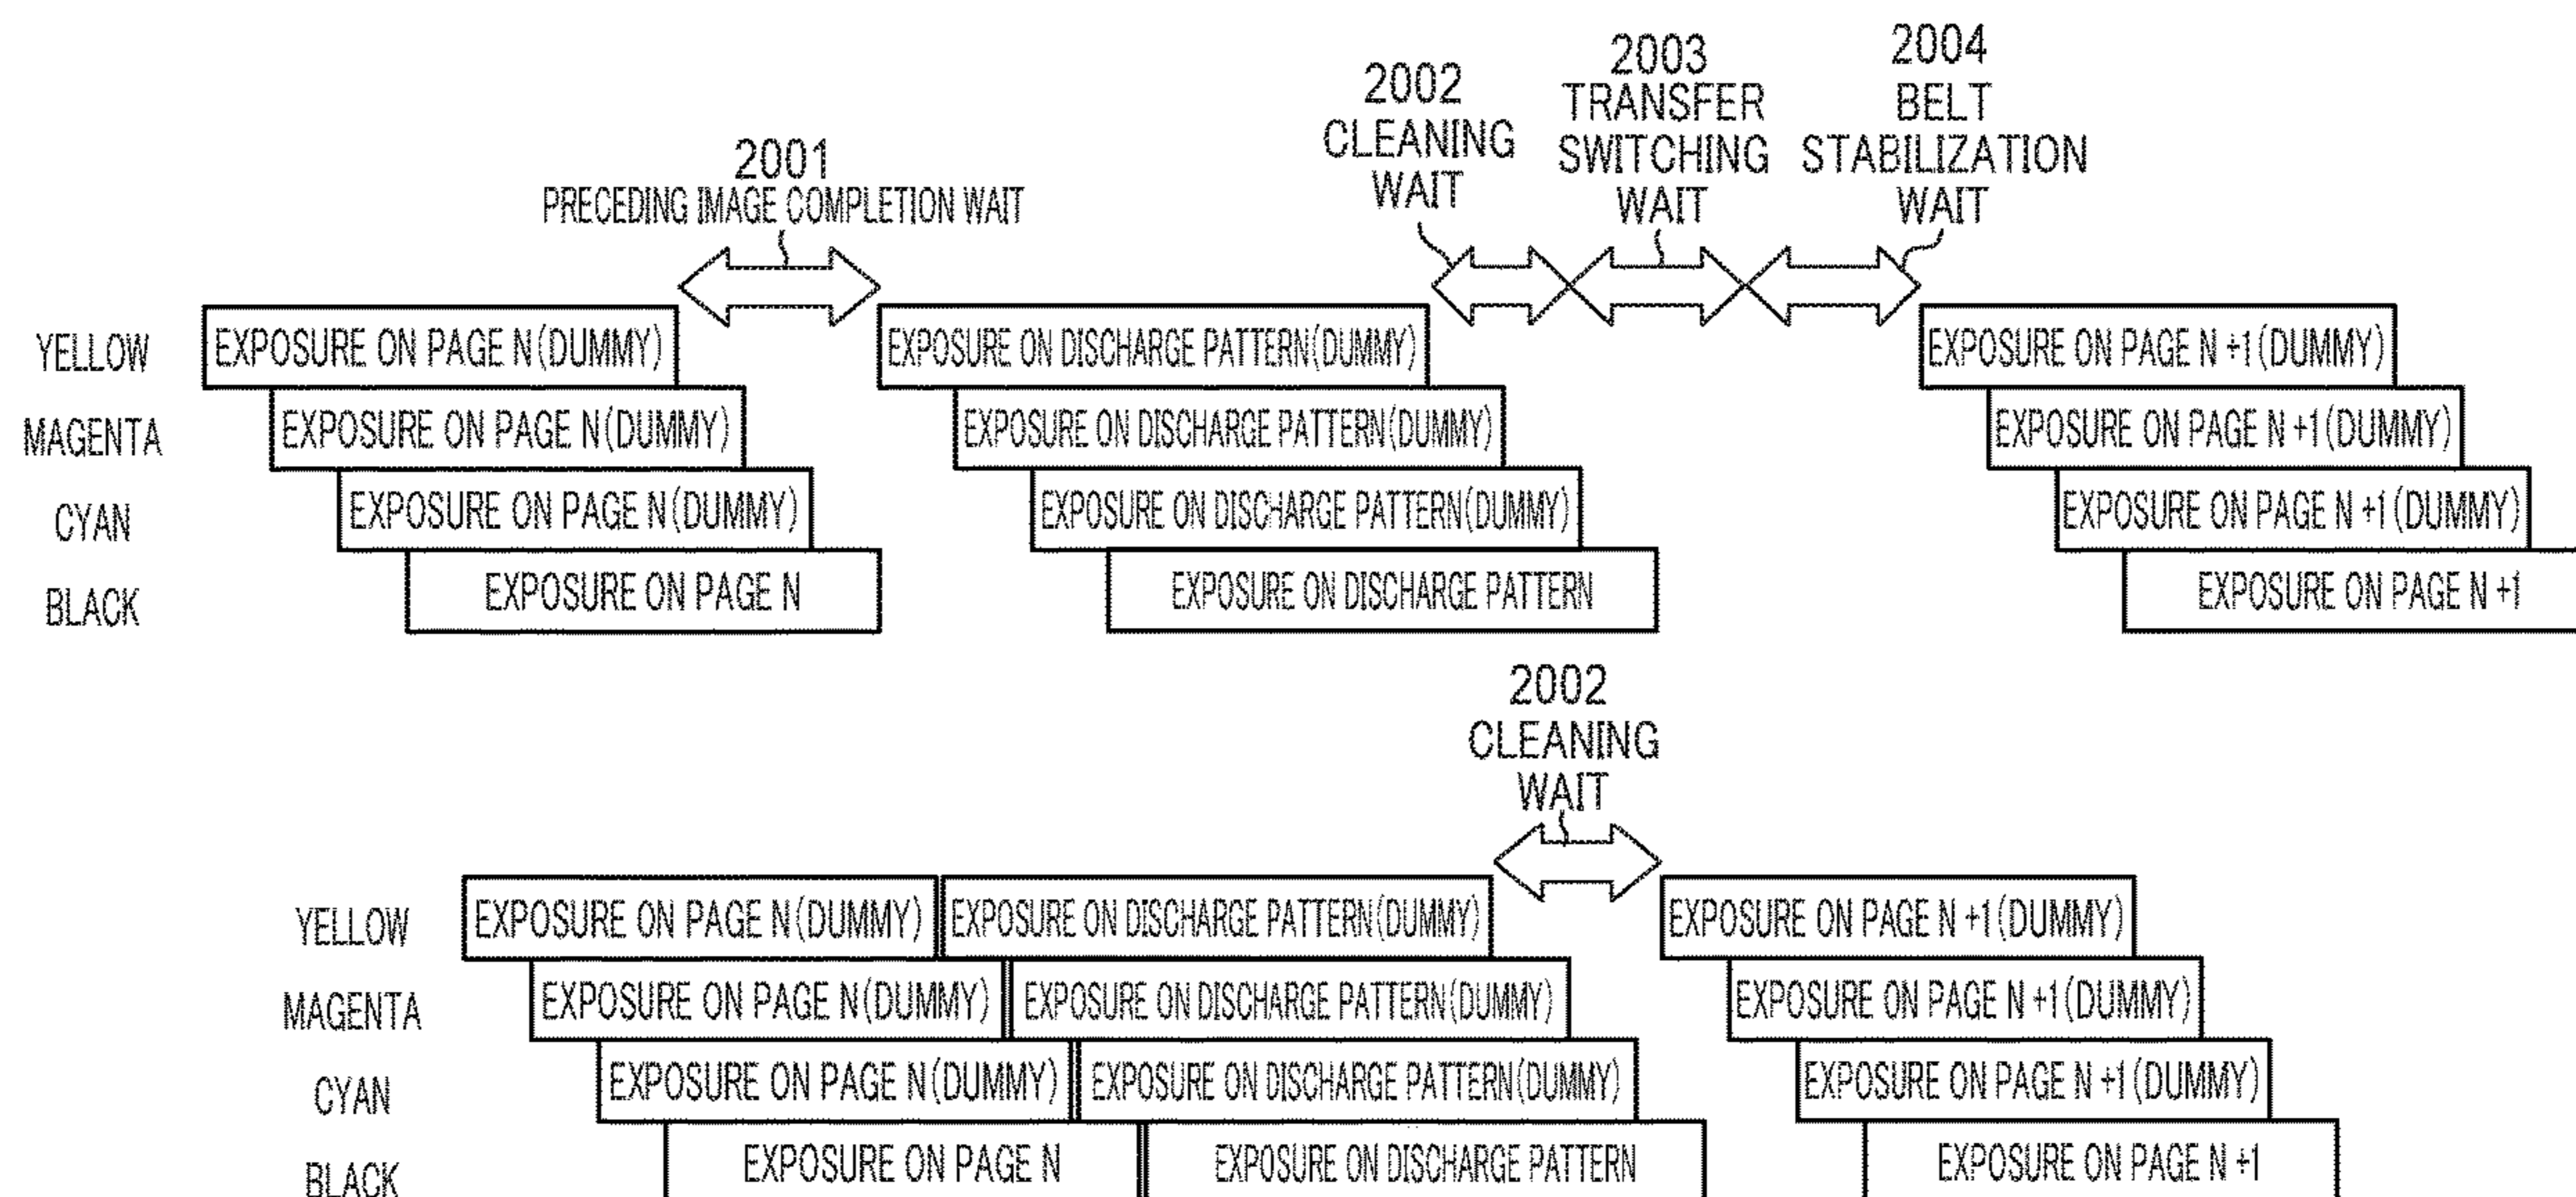 2001
PRECEDING IMAGE COMPLETION WAIT
2002
CLEANING
WAIT
2003
TRANSFER
SWITCHING
WAIT
2004
BELT
STABILIZATION
WAIT
YELLOW EXPOSURE ON PAGE N(DUMMY) EXPOSURE ON DISCHARGE PATTERN(DUMMY) EXPOSURE ON PAGE N +1(DUMMY)
MAGENTA EXPOSURE ON PAGE N(DUMMY) EXPOSURE ON DISCHARGE PATTERN(DUMMY) EXPOSURE ON PAGE N +1(DUMMY)
CYAN EXPOSURE ON PAGE N(DUMMY) EXPOSURE ON DISCHARGE PATTERN(DUMMY) EXPOSURE ON PAGE N +1(DUMMY)
BLACK EXPOSURE ON PAGE N EXPOSURE ON DISCHARGE PATTERN EXPOSURE ON PAGE N +1
2002
CLEANING
WAIT
YELLOW EXPOSURE ON PAGE N(DUMMY) EXPOSURE ON DISCHARGE PATTERN(DUMMY) EXPOSURE ON PAGE N +1(DUMMY)
MAGENTA EXPOSURE ON PAGE N(DUMMY) EXPOSURE ON DISCHARGE PATTERN(DUMMY) EXPOSURE ON PAGE N +1(DUMMY)
CYAN EXPOSURE ON PAGE N(DUMMY) EXPOSURE ON DISCHARGE PATTERN(DUMMY) EXPOSURE ON PAGE N +1(DUMMY)
BLACK EXPOSURE ON PAGE N EXPOSURE ON DISCHARGE PATTERN EXPOSURE ON PAGE N +1